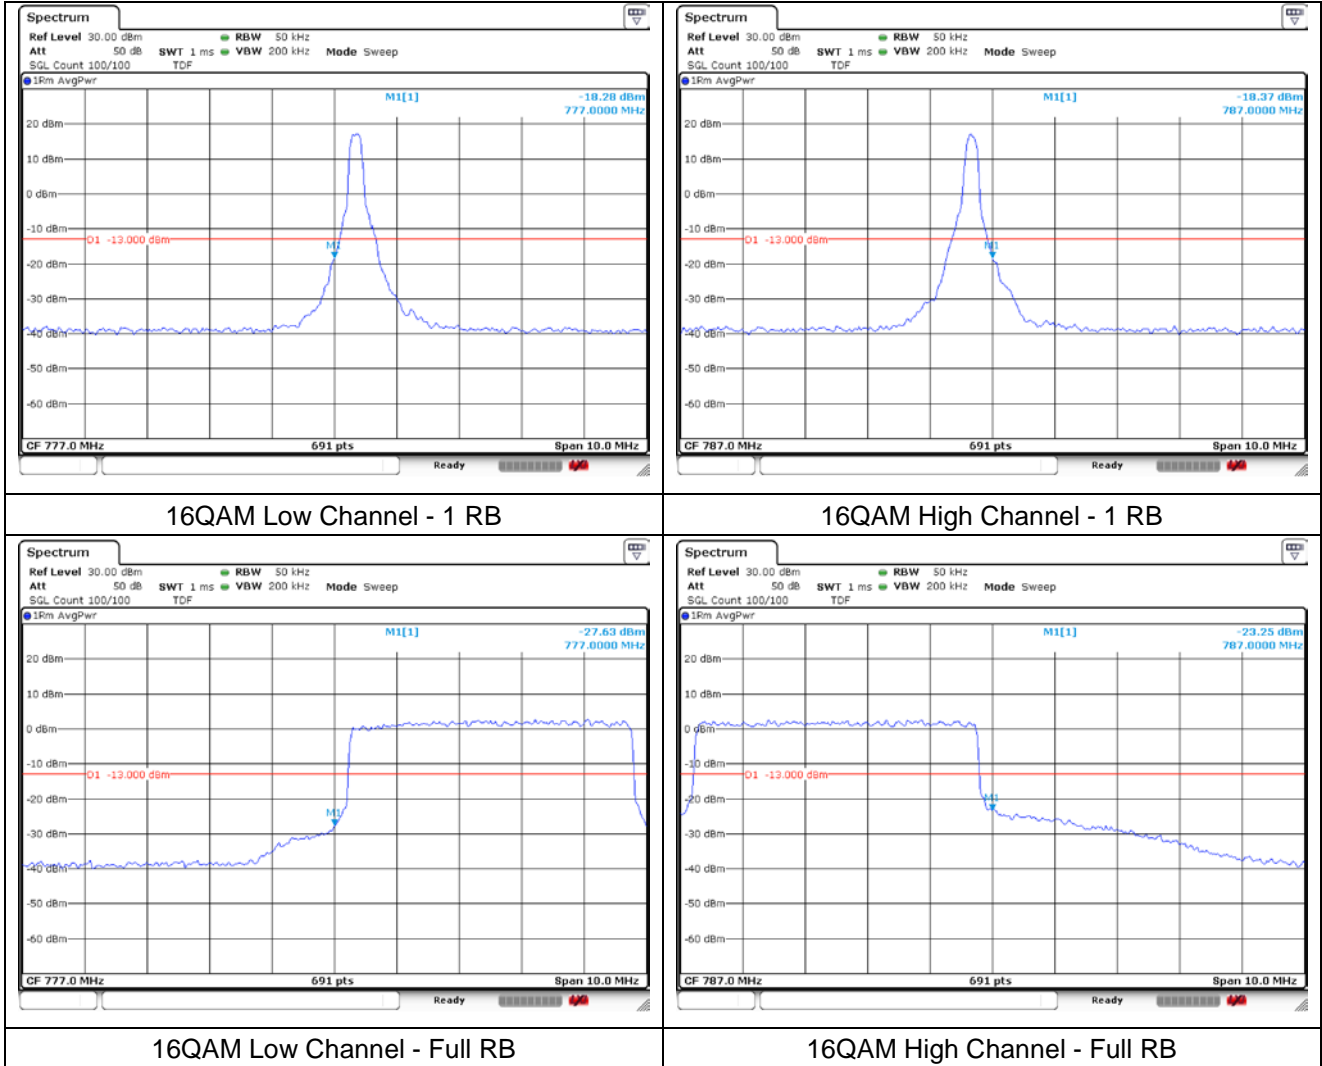 Spectrum
Ref Level 30.00 dBm RBW 50 kHz
Att 50 dB SWT 1 ms VBW 200 kHz Mode Sweep
SGL Count 100/100 TDF
1Rm AvgPwr
M1[1] -18.28 dBm
777.0000 MHz
20 dBm
10 dBm
0 dBm
-10 dBm
O1 -13.000 dBm
M1
-20 dBm
-30 dBm
-40 dBm
-50 dBm
-60 dBm
CF 777.0 MHz 691 pts Span 10.0 MHz
Ready
16QAM Low Channel - 1 RB
Spectrum
Ref Level 30.00 dBm RBW 50 kHz
Att 50 dB SWT 1 ms VBW 200 kHz Mode Sweep
SGL Count 100/100 TDF
1Rm AvgPwr
M1[1] -18.37 dBm
787.0000 MHz
20 dBm
10 dBm
0 dBm
-10 dBm
O1 -13.000 dBm
M1
-20 dBm
-30 dBm
-40 dBm
-50 dBm
-60 dBm
CF 787.0 MHz 691 pts Span 10.0 MHz
Ready
16QAM High Channel - 1 RB
Spectrum
Ref Level 30.00 dBm RBW 50 kHz
Att 50 dB SWT 1 ms VBW 200 kHz Mode Sweep
SGL Count 100/100 TDF
1Rm AvgPwr
M1[1] -27.63 dBm
777.0000 MHz
20 dBm
10 dBm
0 dBm
-10 dBm
O1 -13.000 dBm
-20 dBm
M1
-30 dBm
-40 dBm
-50 dBm
-60 dBm
CF 777.0 MHz 691 pts Span 10.0 MHz
Ready
16QAM Low Channel - Full RB
Spectrum
Ref Level 30.00 dBm RBW 50 kHz
Att 50 dB SWT 1 ms VBW 200 kHz Mode Sweep
SGL Count 100/100 TDF
1Rm AvgPwr
M1[1] -23.25 dBm
787.0000 MHz
20 dBm
10 dBm
0 dBm
-10 dBm
O1 -13.000 dBm
-20 dBm
M1
-30 dBm
-40 dBm
-50 dBm
-60 dBm
CF 787.0 MHz 691 pts Span 10.0 MHz
Ready
16QAM High Channel - Full RB